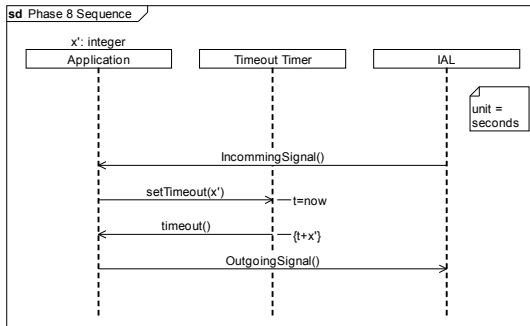 sd Phase 8 Sequence
x': integer
Application
Timeout Timer
IAL
unit =
seconds
IncommingSignal()
setTimeout(x')
t=now
timeout()
{t+x'}
OutgoingSignal()